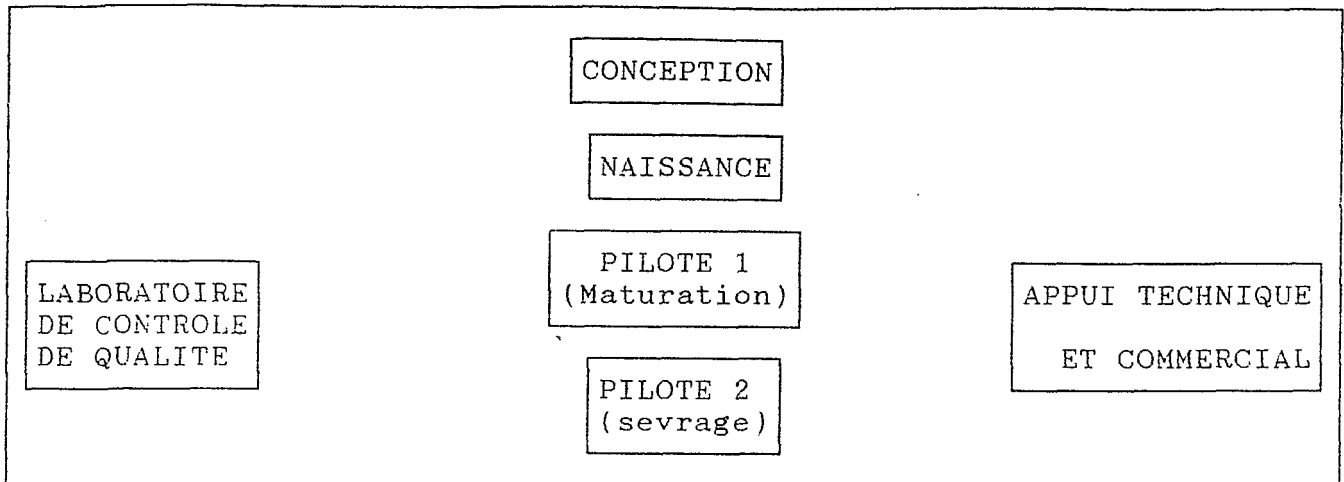 CONCEPTION
NAISSANCE
PILOTE 1
(Maturation)
LABORATOIRE
DE CONTROLE
DE QUALITE
APPUI TECHNIQUE
ET COMMERCIAL
PILOTE 2
(sevrage)